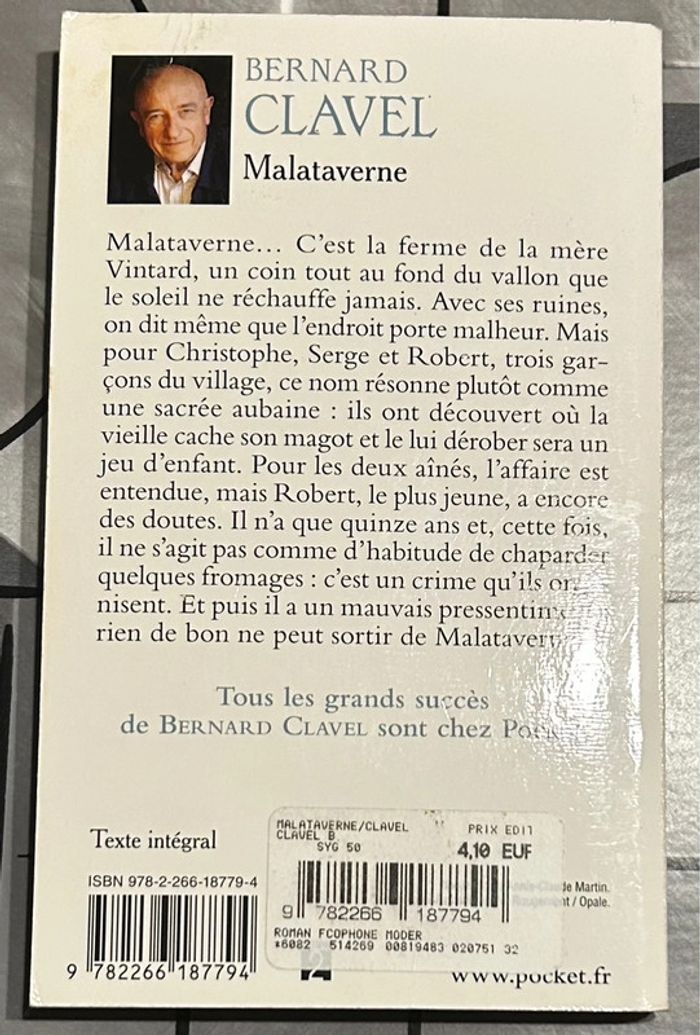 BERNARD
CLAVEL
Malataverne
Malataverne... C'est la ferme de la mère
Vintard, un coin tout au fond du vallon que
le soleil ne réchauffe jamais. Avec ses ruines,
on dit même que l'endroit porte malheur. Mais
pour Christophe, Serge et Robert, trois gar-
çons du village, ce nom résonne plutôt comme
une sacrée aubaine : ils ont découvert où la
vieille cache son magot et le lui dérober sera un
jeu d'enfant. Pour les deux aînés, l'affaire est
entendue, mais Robert, le plus jeune, a encore
des doutes. Il n'a que quinze ans et, cette fois,
il ne s'agit pas comme d'habitude de chaparder
quelques fromages : c'est un crime qu'ils
nisent. Et puis il a un mauvais
rien de bon ne peut sortir de
Tous les grands succès
de BERNARD CLAVEL sont chez
Texte intégral
ISBN 978-2-266-18779-4
9 782266 187794
MALATAVERNE/CLAVEL
CLAVEL B
SYG 50
PRIX EDIT
4,10 EUF
9 782266 187794
ROMAN FCOPHONE MODER
*6082 514269 00819483 020751 32
de Martin.
/ Opale.
www.pocket.fr